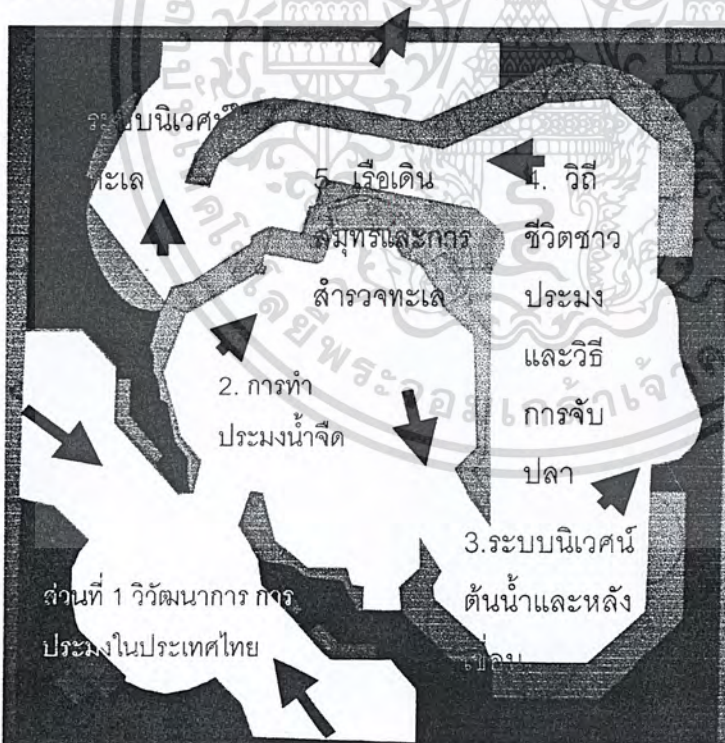 ระบบนิเวศน์
ทะเล
5. เรือเดิน
สมุทรและการ
สำรวจทะเล
4. วิถี
ชีวิตชาว
ประมง
และวิธี
การจับ
ปลา
2. การทำ
ประมงน้ำจืด
3.ระบบนิเวศน์
ต้นน้ำและหลัง
เขื่อน
ส่วนที่ 1 วิวัฒนาการ การ
ประมงในประเทศไทย